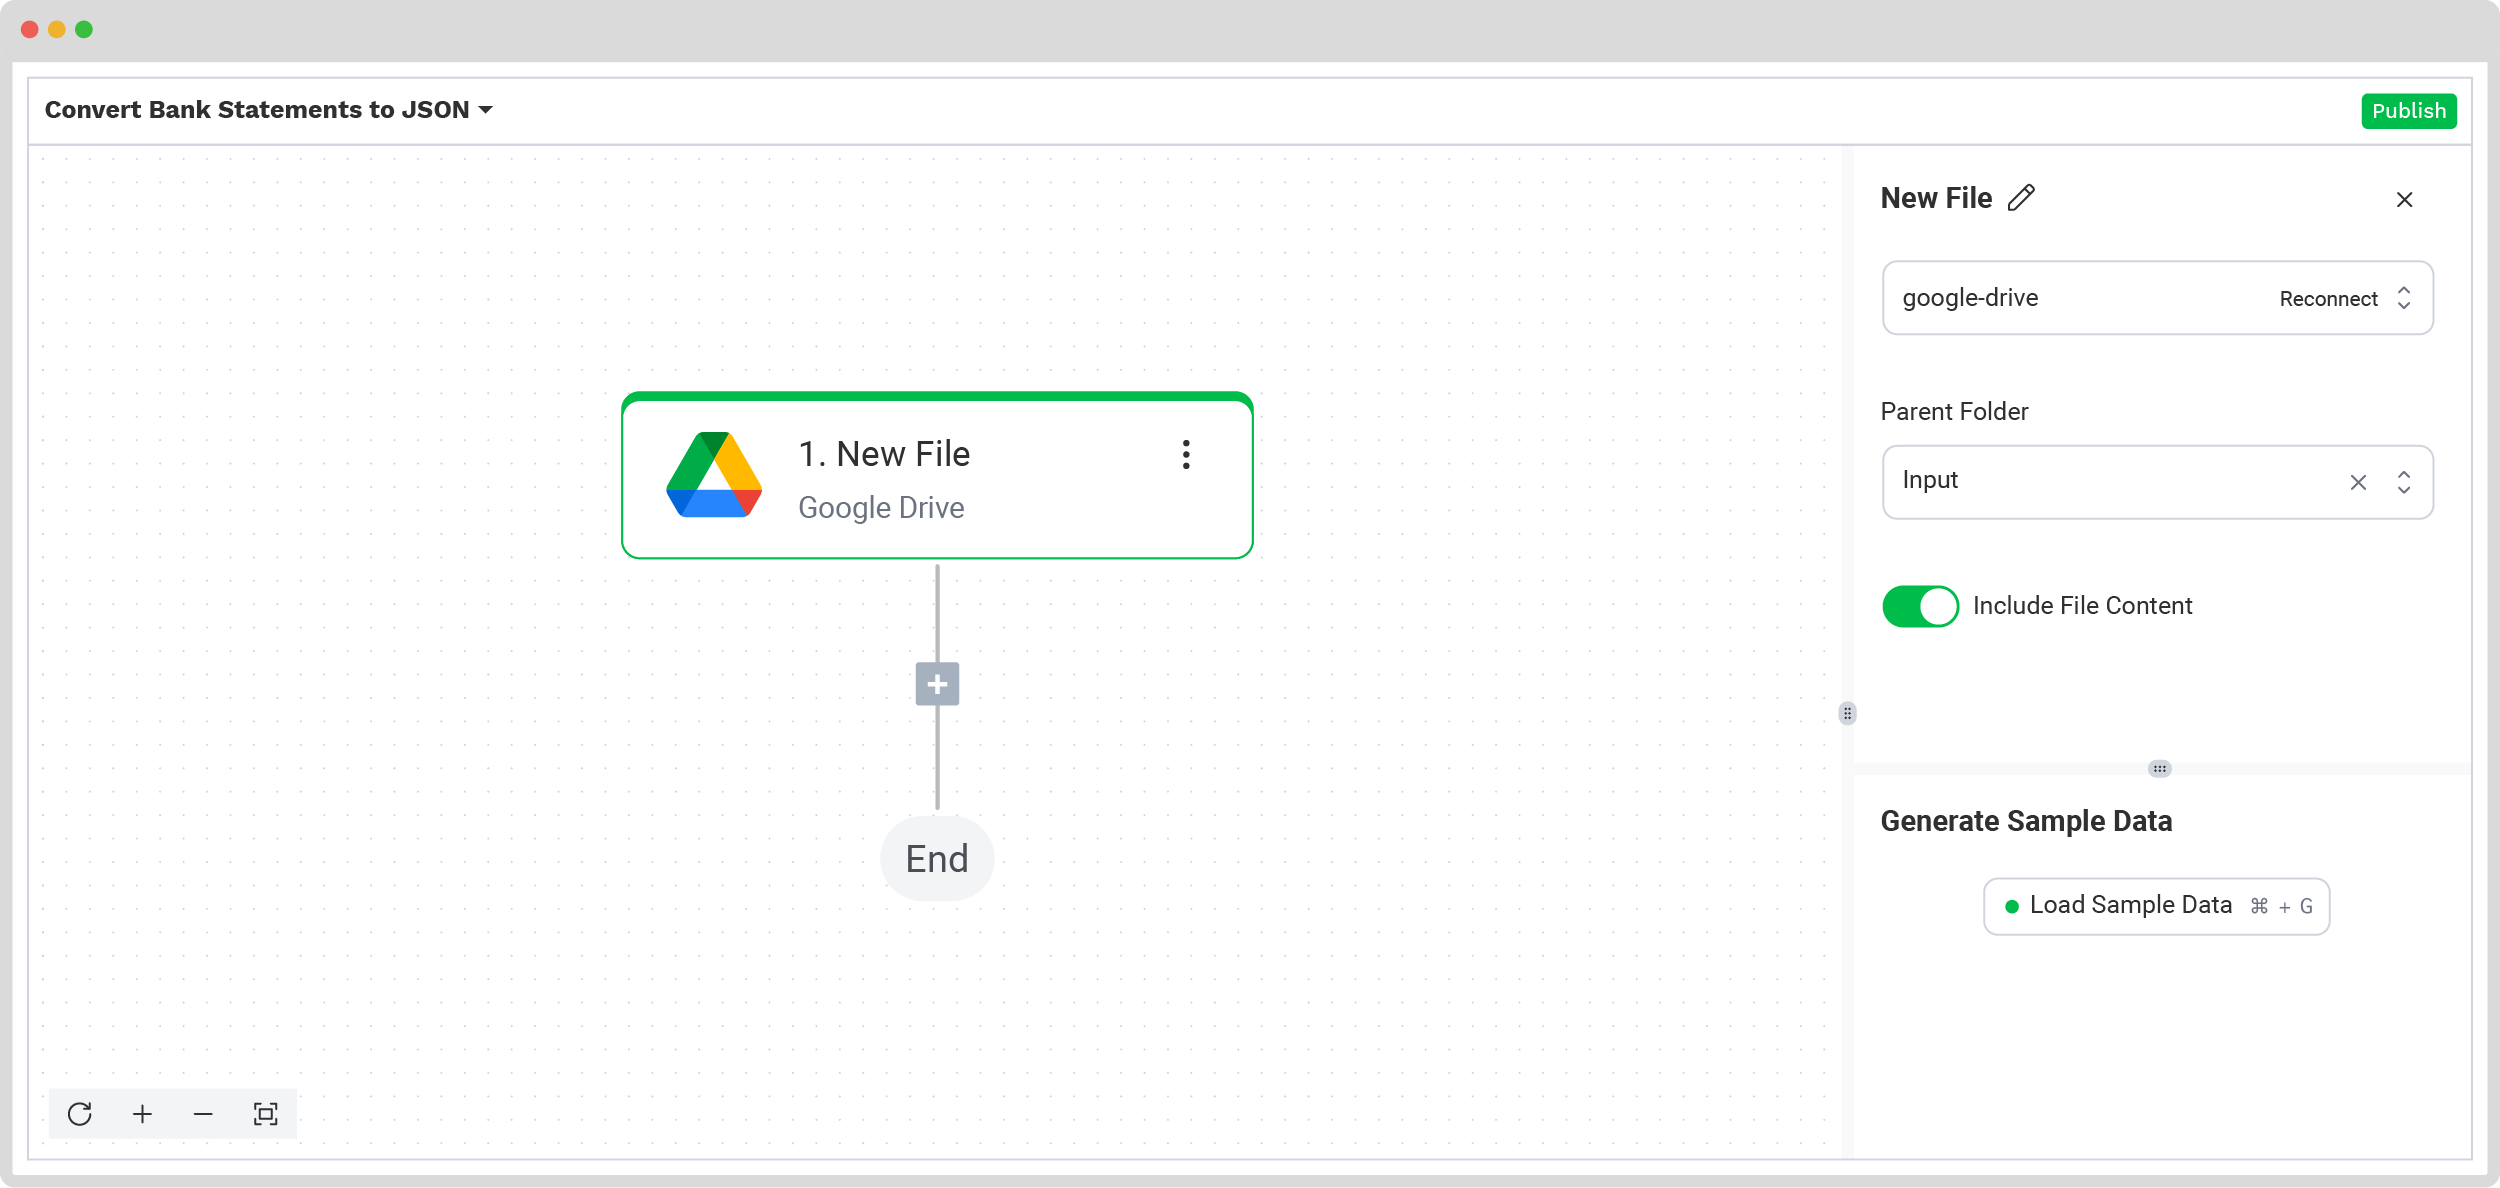 Convert Bank Statements to JSON
Publish
1. New File
Google Drive
End
New File
google-drive Reconnect
Parent Folder
Input
Include File Content
Generate Sample Data
Load Sample Data ⌘ + G